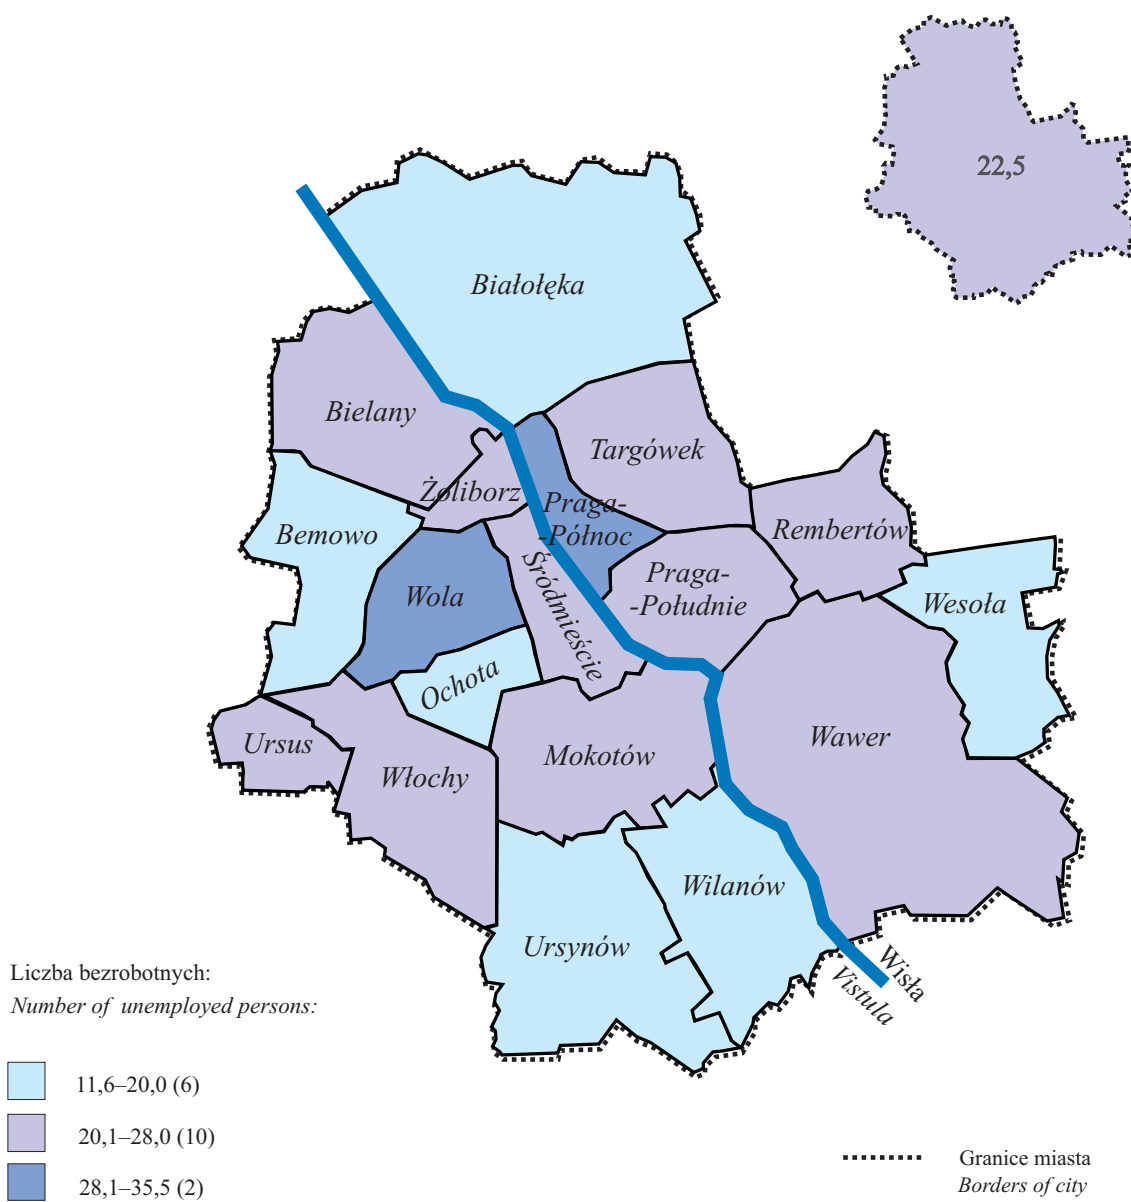 22,5
Białołęka
Bielany
Targówek
Żoliborz
Praga-
-Północ
Rembertów
Bemowo
Śródmieście
Praga-
-Południe
Wola
Wesoła
Ochota
Ursus
Włochy
Mokotów
Wawer
Wilanów
Ursynów
Wisła
Vistula
Liczba bezrobotnych:
Number of unemployed persons:
11,6–20,0 (6)
20,1–28,0 (10)
28,1–35,5 (2)
Granice miasta
Borders of city